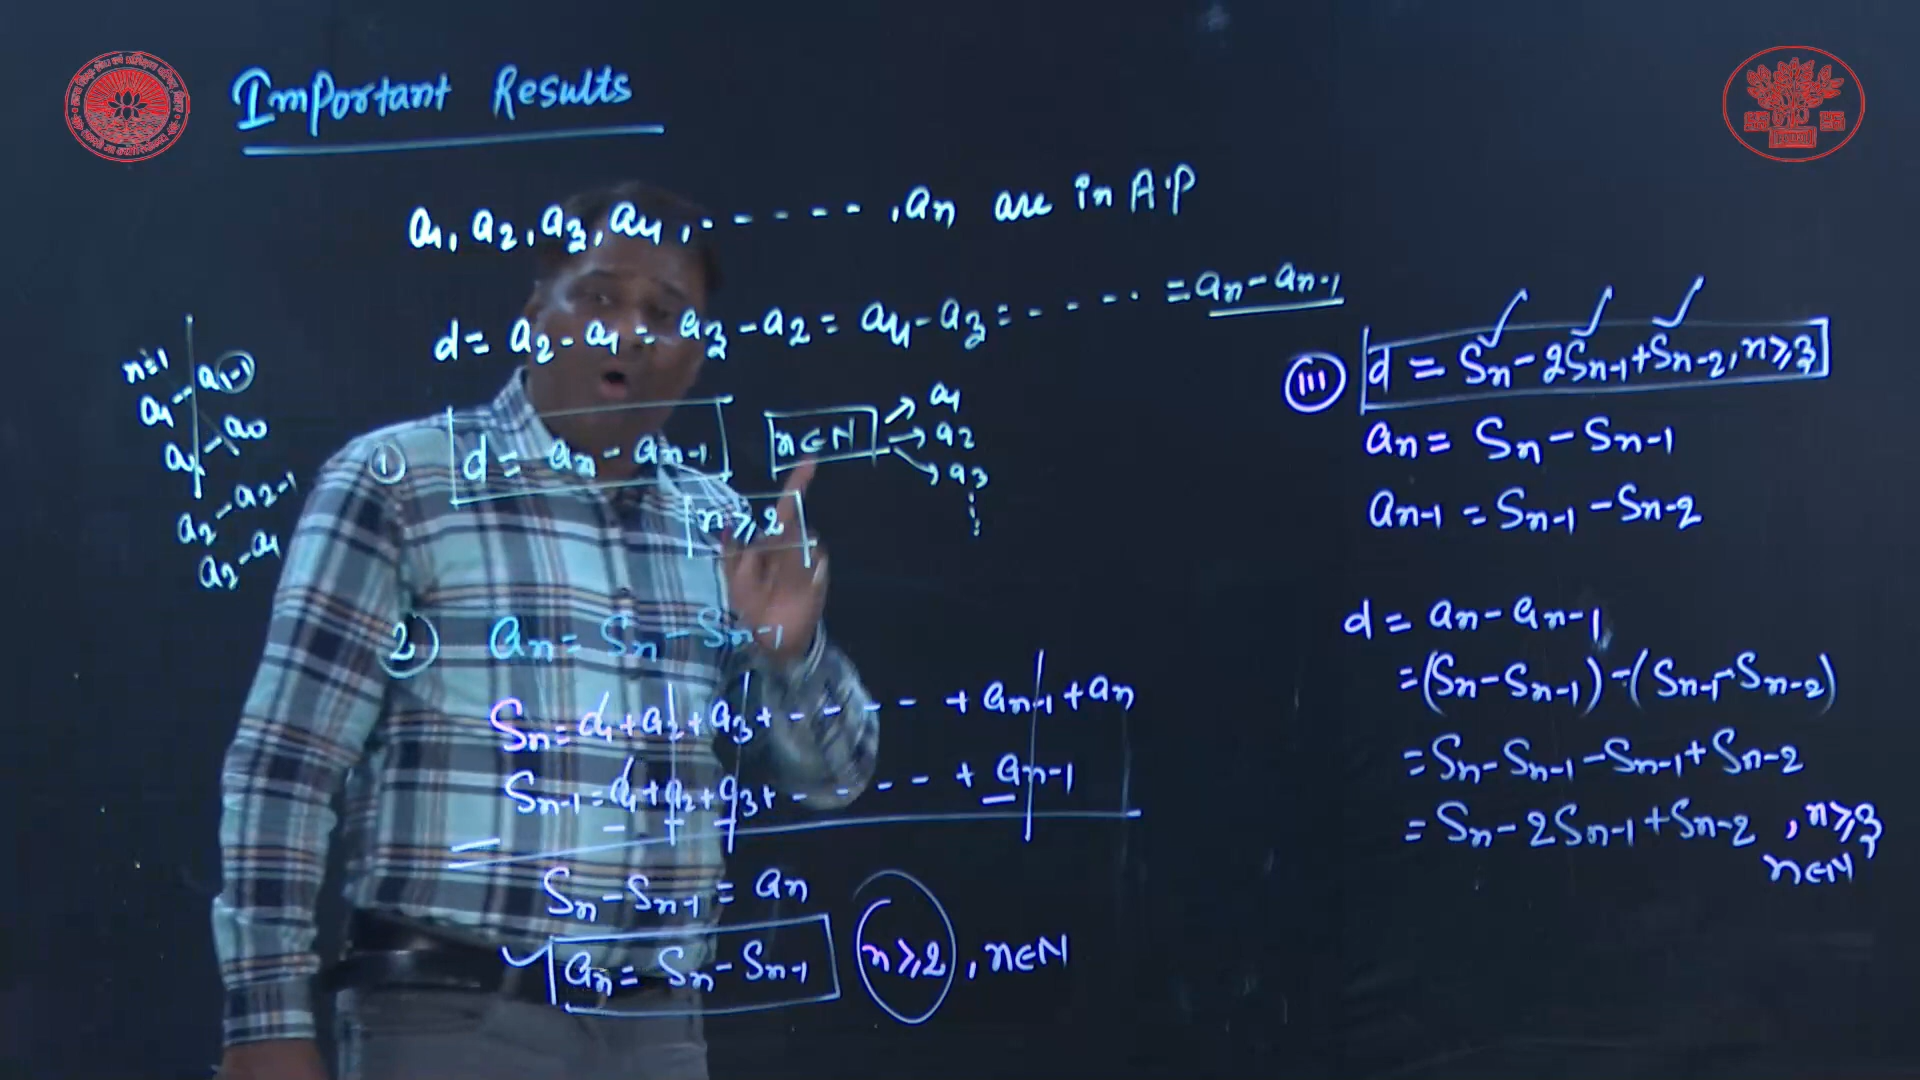 Important Results
a1, a2, a3, a4, ------, an are in A.P
d = a2 - a1 = a3 - a2 = a4 - a3 = - - - - = an - an-1
n=1
a1 - a1-1
a1 - a0
a2 - a2-1
a2 - a1
① d = an - an-1 n∈N → a1
→ a2
→ a3
n≥2
2) an = Sn - Sn-1
Sn = a1 + a2 + a3 + - - - - - + an-1 + an
Sn-1 = a1 + a2 + a3 + - - - - - + an-1
Sn - Sn-1 = an
✓ an = Sn - Sn-1 n≥2, n∈N
(iii) d = Sn - 2Sn-1 + Sn-2, n≥3
an = Sn - Sn-1
an-1 = Sn-1 - Sn-2
d = an - an-1
= (Sn - Sn-1) - (Sn-1 - Sn-2)
= Sn - Sn-1 - Sn-1 + Sn-2
= Sn - 2Sn-1 + Sn-2, n≥3
n∈N